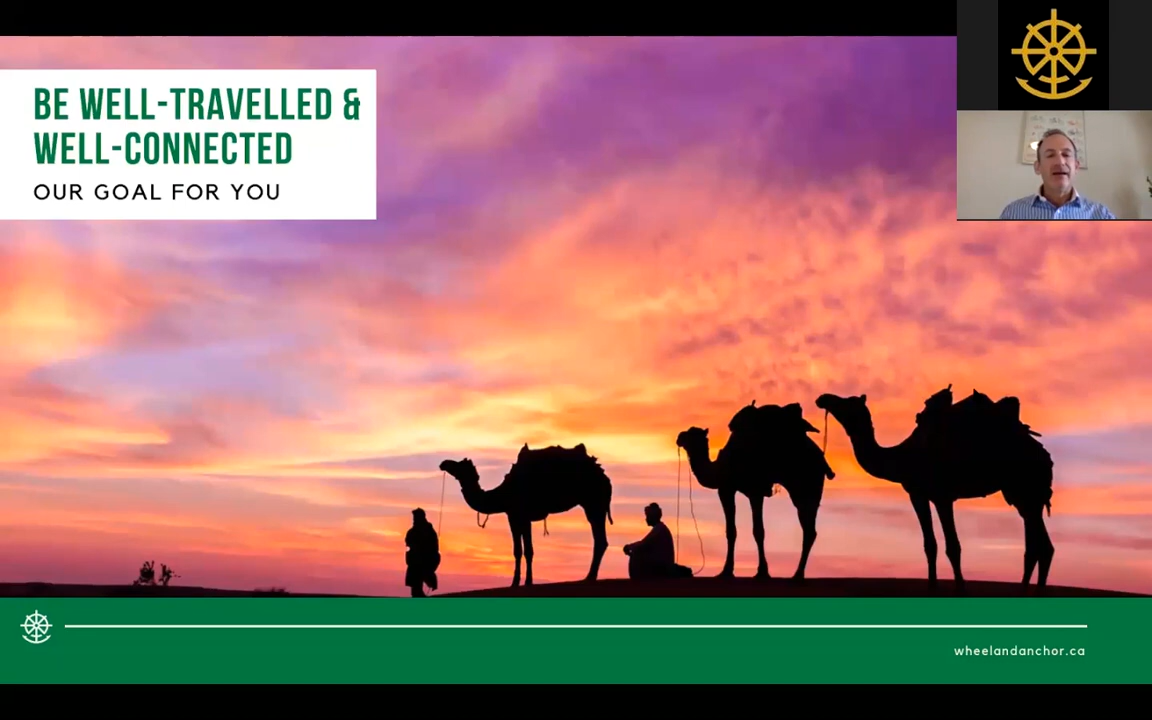 BE WELL-TRAVELLED &
WELL-CONNECTED
OUR GOAL FOR YOU
wheelandanchor.ca